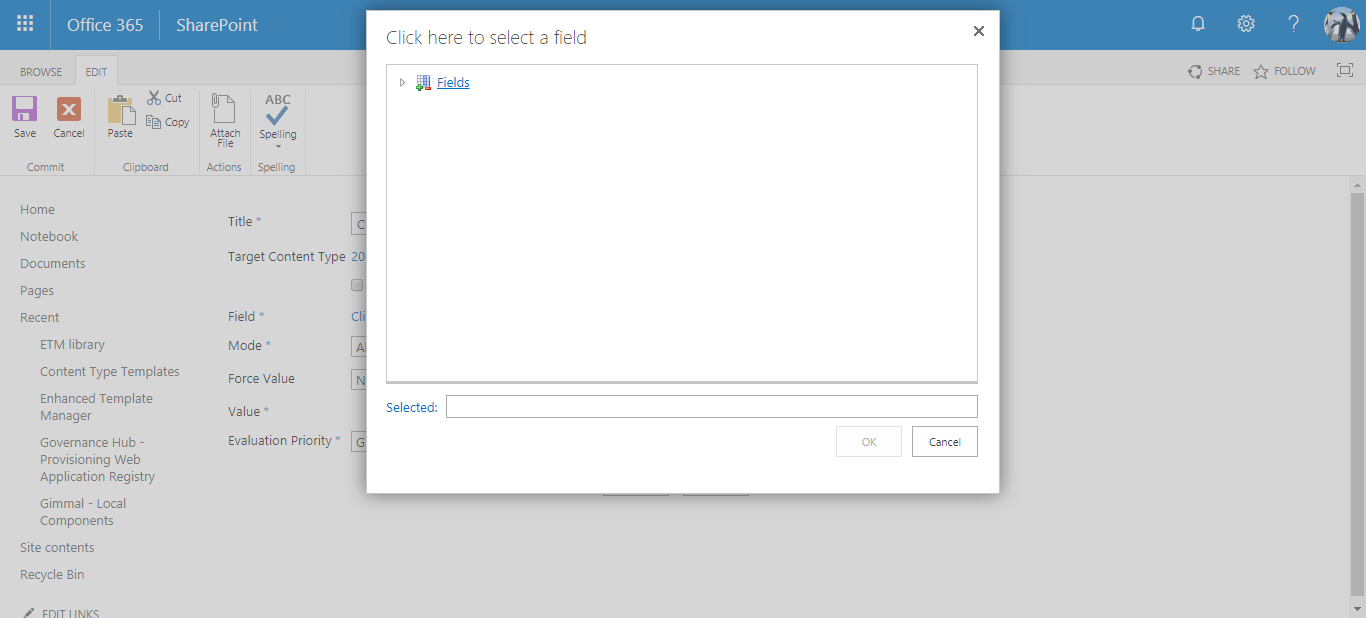 Office 365
SharePoint
BROWSE
EDIT
SHARE
FOLLOW
Save
Cancel
Commit
Paste
Cut
Copy
Clipboard
Attach
File
Actions
ABC
Spelling
Spelling
Home
Notebook
Documents
Pages
Recent
ETM library
Content Type Templates
Enhanced Template
Manager
Governance Hub -
Provisioning Web
Application Registry
Gimmal - Local
Components
Site contents
Recycle Bin
EDIT LINKS
Title *
Target Content Type 20
Field *
Mode *
Force Value
Value *
Evaluation Priority *
Click here to select a field
Fields
Selected:
OK
Cancel